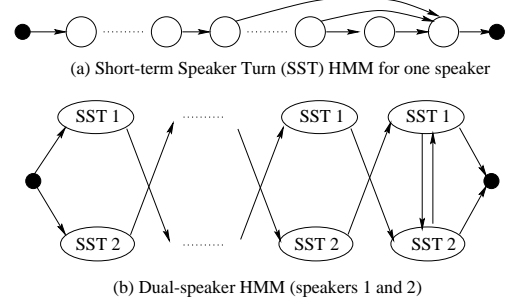 (a) Short-term Speaker Turn (SST) HMM for one speaker
SST 1 SST 1 SST 1
SST 2 SST 2 SST 2
(b) Dual-speaker HMM (speakers 1 and 2)